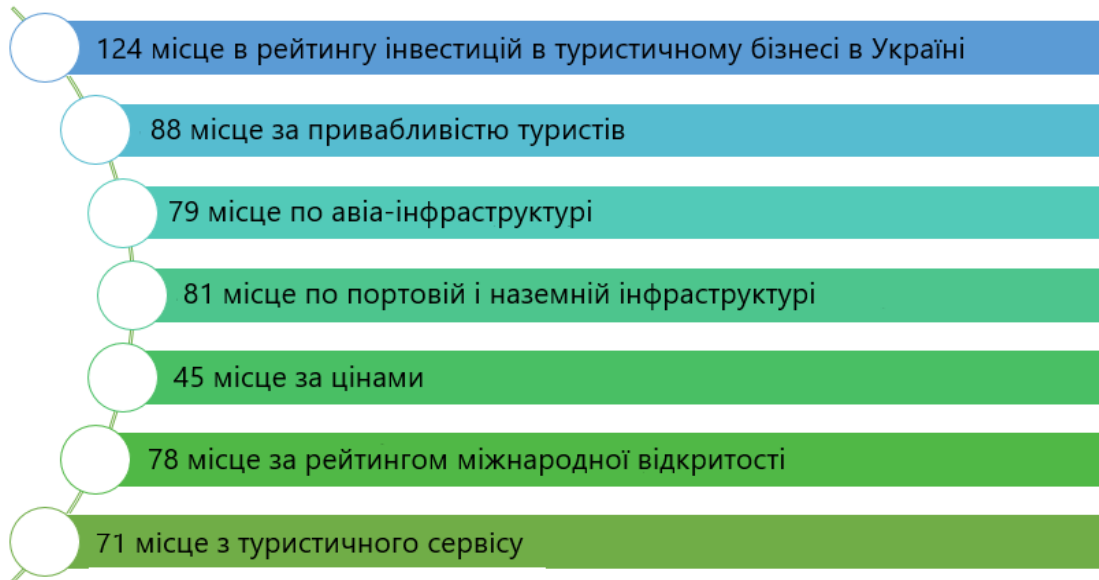 124 місце в рейтингу інвестицій в туристичному бізнесі в Україні
88 місце за привабливістю туристів
79 місце по авіа-інфраструктурі
81 місце по портовій і наземній інфраструктурі
45 місце за цінами
78 місце за рейтингом міжнародної відкритості
71 місце з туристичного сервісу